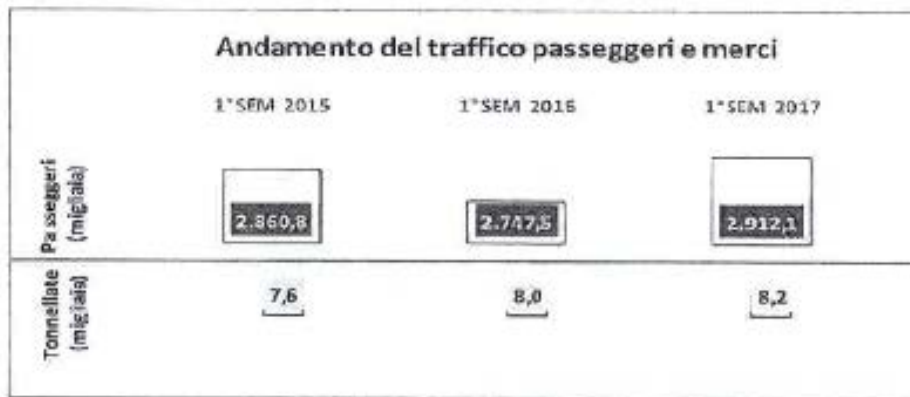 Andamento del traffico passeggeri e merci
1°SEM 2015 1°SEM 2016 1°SEM 2017
Passeggeri
(migliaia)
2.860,8 2.747,5 2.912,1
Tonnellate
(migliaia)
7,6 8,0 8,2